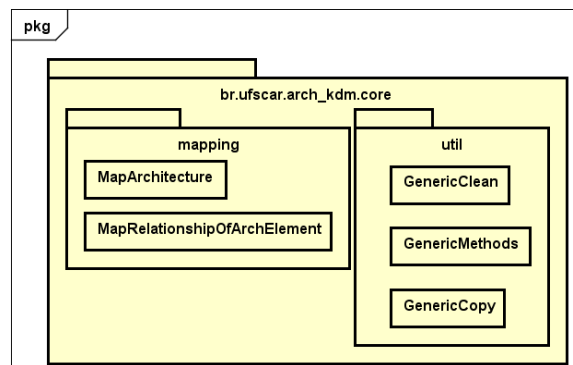 pkg
br.ufscar.arch_kdm.core
mapping
MapArchitecture
MapRelationshipOfArchElement
util
GenericClean
GenericMethods
GenericCopy